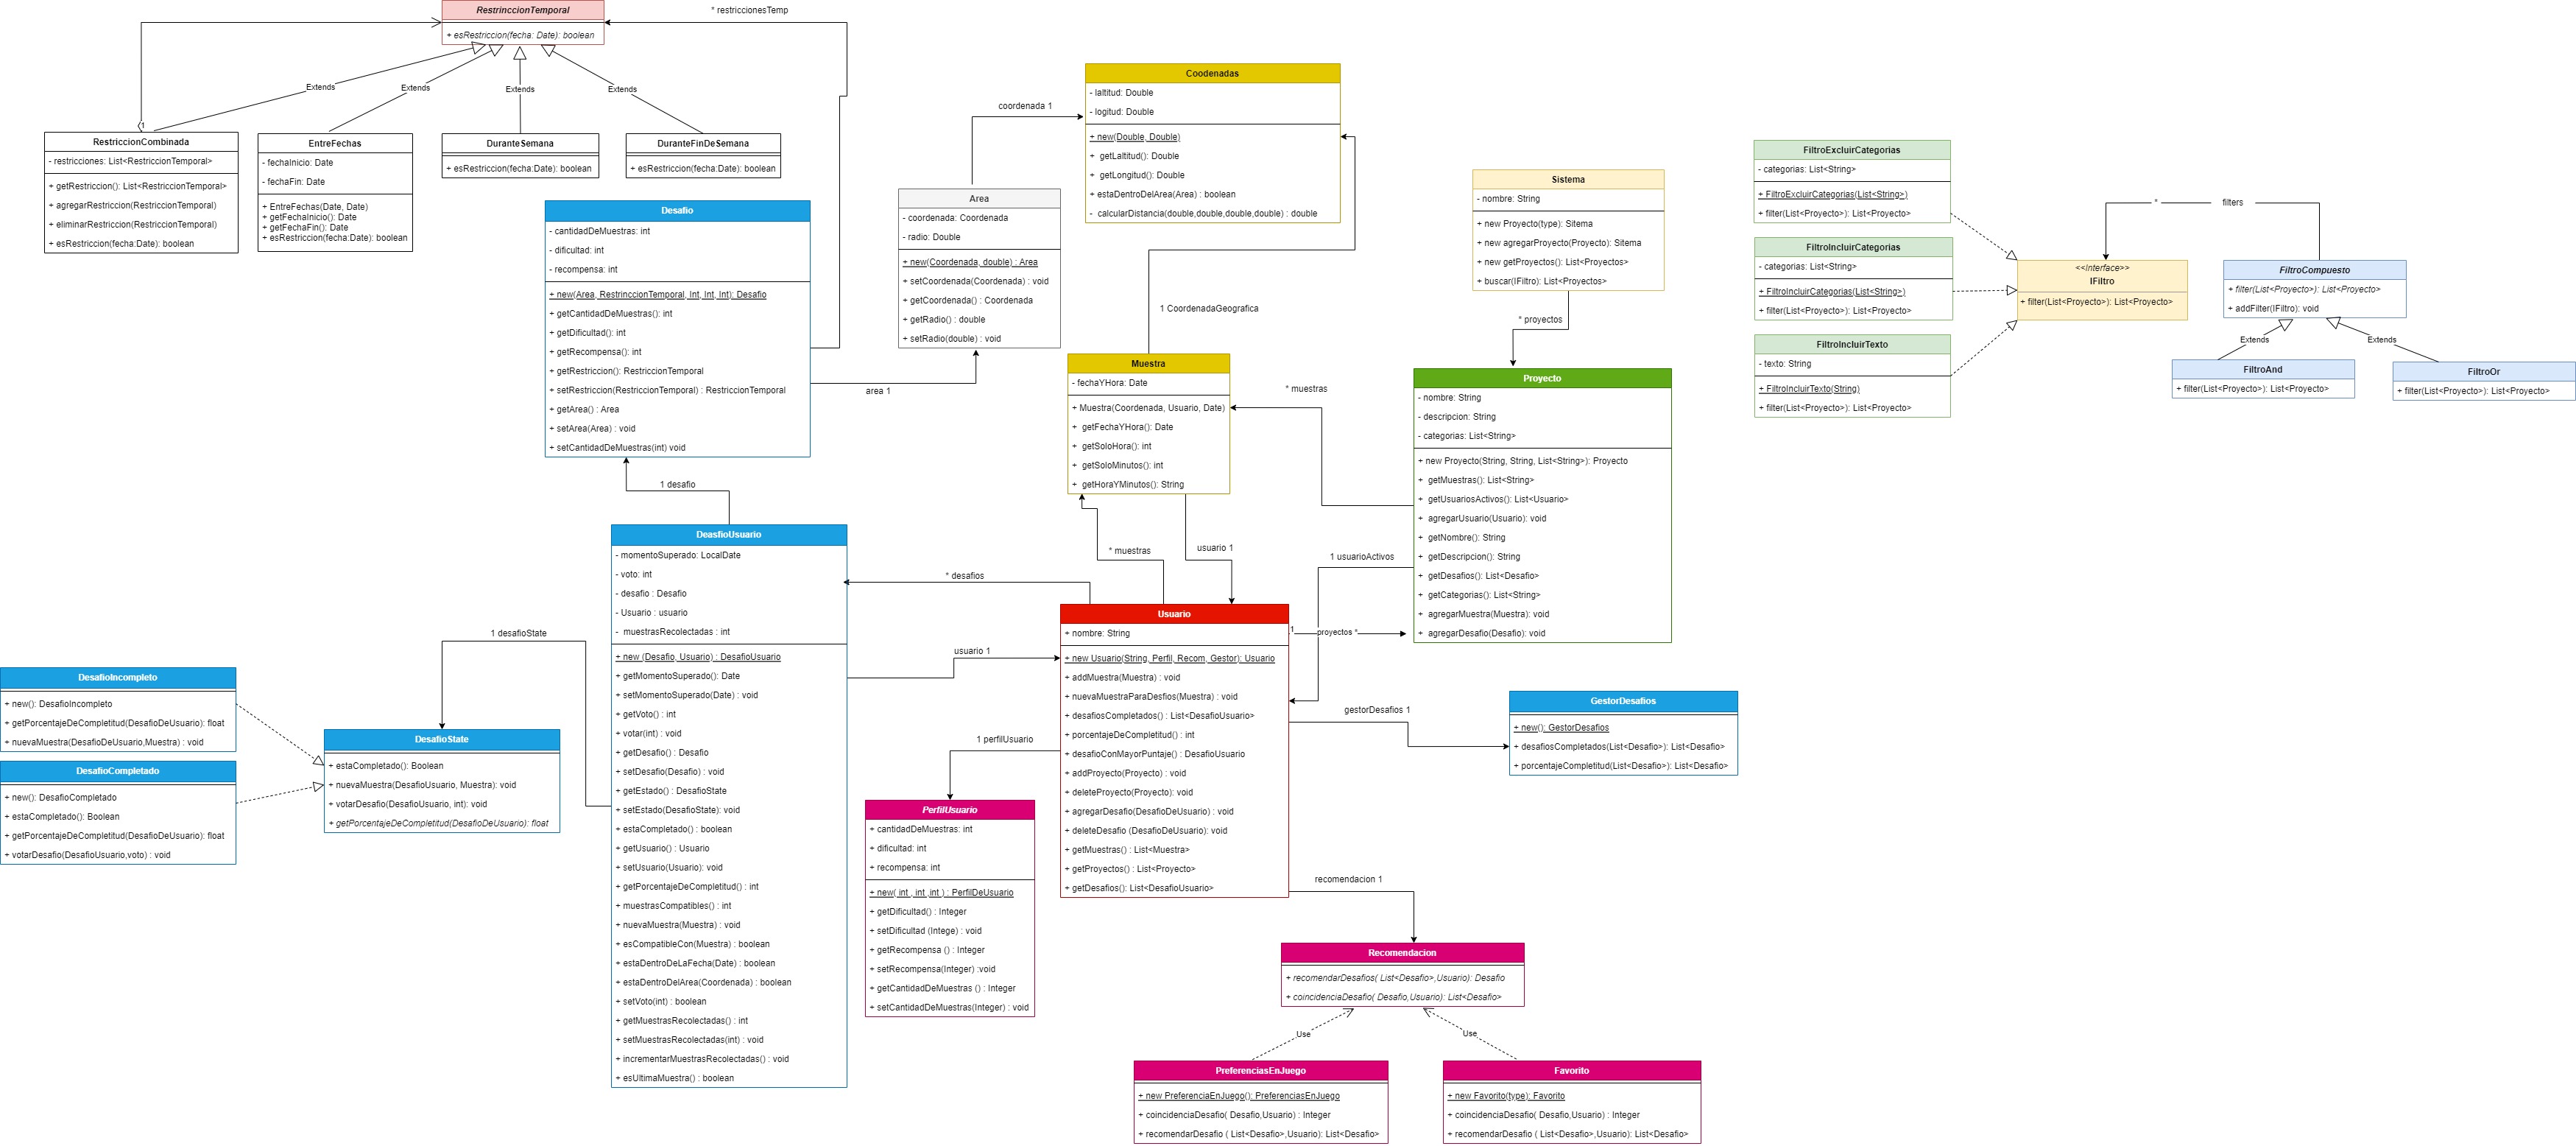 RestrinccionTemporal
+ esRestriccion(fecha: Date): boolean
* restriccionesTemp
Extends
Extends
Extends
Extends
1
RestriccionCombinada
- restricciones: List<RestriccionTemporal>
+ getRestriccion(): List<RestriccionTemporal>
+ agregarRestriccion(RestriccionTemporal)
+ eliminarRestriccion(RestriccionTemporal)
+ esRestriccion(fecha:Date): boolean
EntreFechas
- fechaInicio: Date
- fechaFin: Date
+ EntreFechas(Date, Date)
+ getFechaInicio(): Date
+ getFechaFin(): Date
+ esRestriccion(fecha:Date): boolean
DuranteSemana
+ esRestriccion(fecha:Date): boolean
DuranteFinDeSemana
+ esRestriccion(fecha:Date): boolean
Desafio
- cantidadDeMuestras: int
- dificultad: int
- recompensa: int
+ new(Area, RestrinccionTemporal, Int, Int, Int): Desafio
+ getCantidadDeMuestras(): int
+ getDificultad(): int
+ getRecompensa(): int
+ getRestriccion(): RestriccionTemporal
+ setRestriccion(RestriccionTemporal) : RestriccionTemporal
+ getArea() : Area
+ setArea(Area) : void
+ setCantidadDeMuestras(int) void
area 1
coordenada 1
Area
- coordenada: Coordenada
- radio: Double
+ new(Coordenada, double) : Area
+ setCoordenada(Coordenada) : void
+ getCoordenada() : Coordenada
+ getRadio() : double
+ setRadio(double) : void
Coodenadas
- laltitud: Double
- logitud: Double
+ new(Double, Double)
+ getLaltitud(): Double
+ getLongitud(): Double
+ estaDentroDelArea(Area) : boolean
- calcularDistancia(double,double,double,double) : double
1 CoordenadaGeografica
Muestra
- fechaYHora: Date
+ Muestra(Coordenada, Usuario, Date)
+ getFechaYHora(): Date
+ getSoloHora(): int
+ getSoloMinutos(): int
+ getHoraYMinutos(): String
Sistema
- nombre: String
+ new Proyecto(type): Sitema
+ new agregarProyecto(Proyecto): Sitema
+ new getProyectos(): List<Proyectos>
+ buscar(IFiltro): List<Proyectos>
* proyectos
Proyecto
- nombre: String
- descripcion: String
- categorias: List<String>
+ new Proyecto(String, String, List<String>): Proyecto
+ getMuestras(): List<String>
+ getUsuariosActivos(): List<Usuario>
+ agregarUsuario(Usuario): void
+ getNombre(): String
+ getDescripcion(): String
+ getDesafios(): List<Desafio>
+ getCategorias(): List<String>
+ agregarMuestra(Muestra): void
+ agregarDesafio(Desafio): void
* muestras
1 usuarioActivos
FiltroExcluirCategorias
- categorias: List<String>
+ FiltroExcluirCategorias(List<String>)
+ filter(List<Proyecto>): List<Proyecto>
FiltroIncluirCategorias
- categorias: List<String>
+ FiltroIncluirCategorias(List<String>)
+ filter(List<Proyecto>): List<Proyecto>
FiltroIncluirTexto
- texto: String
+ FiltroIncluirTexto(String)
+ filter(List<Proyecto>): List<Proyecto>
* filters
<<Interface>>
IFiltro
+ filter(List<Proyecto>): List<Proyecto>
FiltroCompuesto
+ filter(List<Proyecto>): List<Proyecto>
+ addFilter(IFiltro): void
Extends
Extends
FiltroAnd
+ filter(List<Proyecto>): List<Proyecto>
FiltroOr
+ filter(List<Proyecto>): List<Proyecto>
1 desafio
DeasfioUsuario
- momentoSuperado: LocalDate
- voto: int
- desafio : Desafio
- Usuario : usuario
- muestrasRecolectadas : int
+ new (Desafio, Usuario) : DesafioUsuario
+ getMomentoSuperado(): Date
+ setMomentoSuperado(Date) : void
+ getVoto() : int
+ votar(int) : void
+ getDesafio() : Desafio
+ setDesafio(Desafio) : void
+ getEstado() : DesafioState
+ setEstado(DesafioState): void
+ estaCompletado() : boolean
+ getUsuario() : Usuario
+ setUsuario(Usuario): void
+ getPorcentajeDeCompletitud() : int
+ muestrasCompatibles() : int
+ nuevaMuestra(Muestra) : void
+ esCompatibleCon(Muestra) : boolean
+ estaDentroDeLaFecha(Date) : boolean
+ estaDentroDelArea(Coordenada) : boolean
+ setVoto(int) : boolean
+ getMuestrasRecolectadas() : int
+ setMuestrasRecolectadas(int) : void
+ incrementarMuestrasRecolectadas() : void
+ esUltimaMuestra() : boolean
1 desafioState
DesafioIncompleto
+ new(): DesafioIncompleto
+ getPorcentajeDeCompletitud(DesafioDeUsuario): float
+ nuevaMuestra(DesafioDeUsuario,Muestra) : void
DesafioCompletado
+ new(): DesafioCompletado
+ estaCompletado(): Boolean
+ getPorcentajeDeCompletitud(DesafioDeUsuario): float
+ votarDesafio(DesafioUsuario,voto) : void
DesafioState
+ estaCompletado(): Boolean
+ nuevaMuestra(DesafioUsuario, Muestra): void
+ votarDesafio(DesafioUsuario, int): void
+ getPorcentajeDeCompletitud(DesafioDeUsuario): float
* desafios
* muestras
usuario 1
usuario 1
1
proyectos *
Usuario
+ nombre: String
+ new Usuario(String, Perfil, Recom, Gestor): Usuario
+ addMuestra(Muestra) : void
+ nuevaMuestraParaDesfios(Muestra) : void
+ desafiosCompletados() : List<DesafioUsuario>
+ porcentajeDeCompletitud() : int
+ desafioConMayorPuntaje() : DesafioUsuario
+ addProyecto(Proyecto) : void
+ deleteProyecto(Proyecto): void
+ agregarDesafio(DesafioDeUsuario) : void
+ deleteDesafio (DesafioDeUsuario): void
+ getMuestras() : List<Muestra>
+ getProyectos() : List<Proyecto>
+ getDesafios(): List<DesafioUsuario>
1 perfilUsuario
PerfilUsuario
+ cantidadDeMuestras: int
+ dificultad: int
+ recompensa: int
+ new( int , int ,int ) : PerfilDeUsuario
+ getDificultad() : Integer
+ setDificultad (Intege) : void
+ getRecompensa () : Integer
+ setRecompensa(Integer) :void
+ getCantidadDeMuestras () : Integer
+ setCantidadDeMuestras(Integer) : void
gestorDesafios 1
GestorDesafios
+ new(): GestorDesafios
+ desafiosCompletados(List<Desafio>): List<Desafio>
+ porcentajeCompletitud(List<Desafio>): List<Desafio>
recomendacion 1
Recomendacion
+ recomendarDesafios( List<Desafio>,Usuario): Desafio
+ coincidenciaDesafio( Desafio,Usuario): List<Desafio>
Use
Use
PreferenciasEnJuego
+ new PreferenciaEnJuego(): PreferenciasEnJuego
+ coincidenciaDesafio( Desafio,Usuario) : Integer
+ recomendarDesafio ( List<Desafio>,Usuario): List<Desafio>
Favorito
+ new Favorito(type): Favorito
+ coincidenciaDesafio( Desafio,Usuario) : Integer
+ recomendarDesafio ( List<Desafio>,Usuario): List<Desafio>